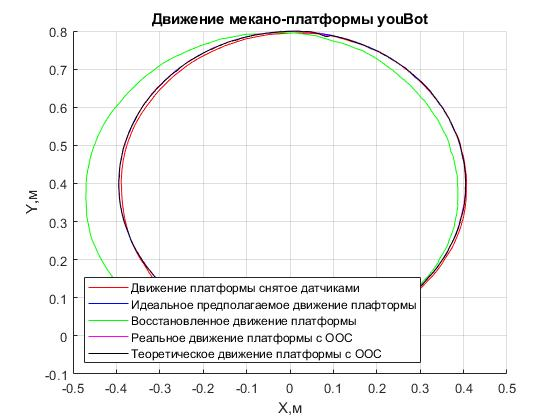 Движение мекано-платформы youBot
0.8
0.7
0.6
0.5
0.4
0.3
0.2
0.1
0
-0.1
Y,м
Движение платформы снятое датчиками
Идеальное предполагаемое движение плафтормы
Восстановленное движение платформы
Реальное движение платформы с ООС
Теоретическое движение платформы с ООС
-0.5 -0.4 -0.3 -0.2 -0.1 0 0.1 0.2 0.3 0.4 0.5
X,м